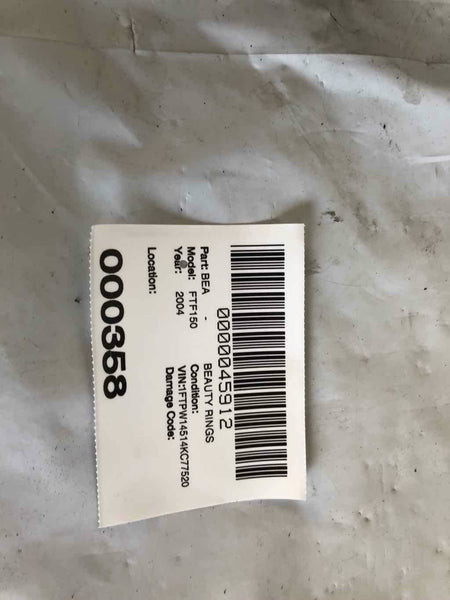 0000045912
Part: BEA - BEAUTY RINGS
Model: FTF150 Condition:
Year: 2004 VIN:1FTPW14514KC77520
Damage Code:
Location:
000358